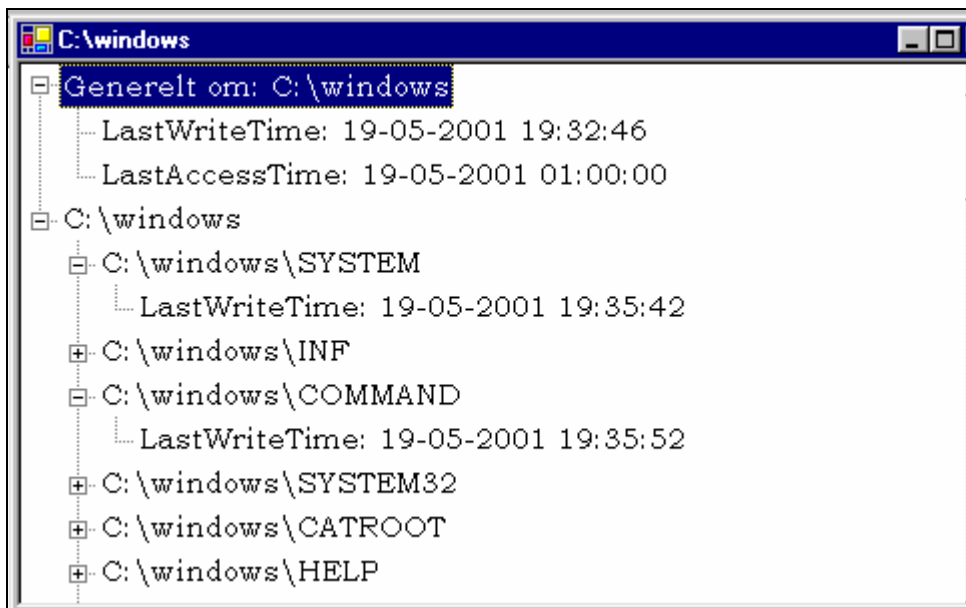 C:\windows
Generelt om: C:\windows
LastWriteTime: 19-05-2001 19:32:46
LastAccessTime: 19-05-2001 01:00:00
C:\windows
C:\windows\SYSTEM
LastWriteTime: 19-05-2001 19:35:42
C:\windows\INF
C:\windows\COMMAND
LastWriteTime: 19-05-2001 19:35:52
C:\windows\SYSTEM32
C:\windows\CATROOT
C:\windows\HELP